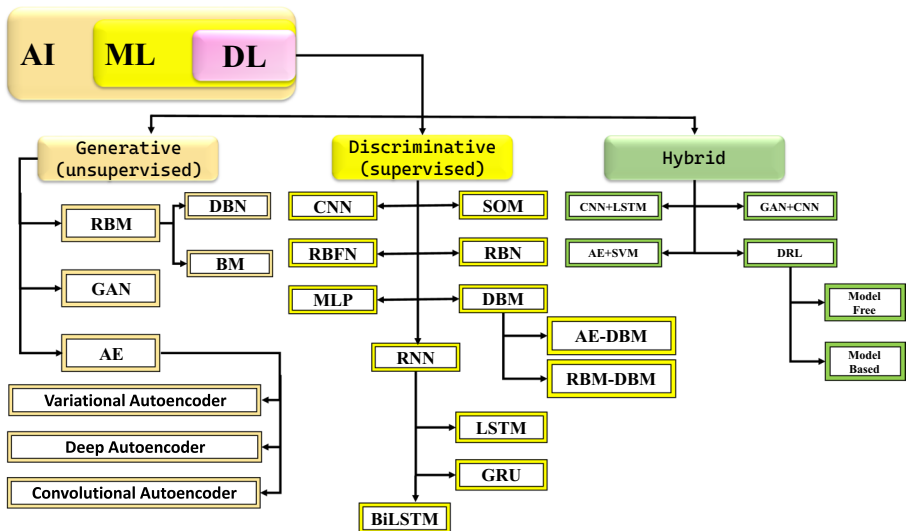 AI
ML
DL
Generative
(unsupervised)
Discriminative
(supervised)
Hybrid
RBM
DBN
BM
GAN
AE
Variational Autoencoder
Deep Autoencoder
Convolutional Autoencoder
CNN
SOM
RBFN
RBN
MLP
DBM
AE-DBM
RBM-DBM
RNN
LSTM
GRU
BiLSTM
CNN+LSTM
GAN+CNN
AE+SVM
DRL
Model
Free
Model
Based